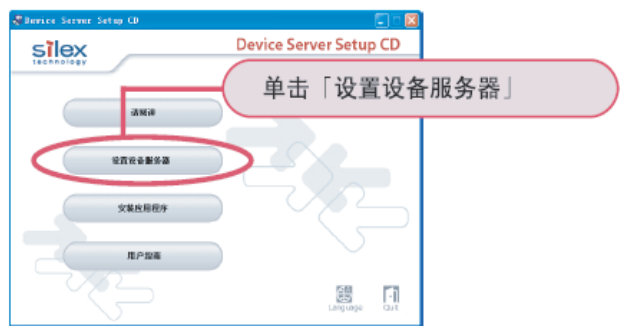 Device Server Setup CD
silex
technology
Device Server Setup CD
单击「设置设备服务器」
请阅读
设置设备服务器
安装应用程序
用户指南
Language
Quit